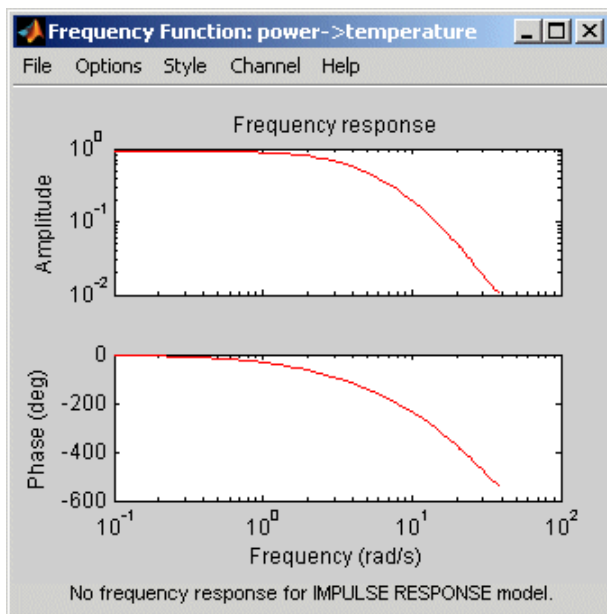 Frequency Function: power->temperature
File Options Style Channel Help
Frequency response
Amplitude
10^0
10^-1
10^-2
Phase (deg)
0
-200
-400
-600
10^-1 10^0 10^1 10^2
Frequency (rad/s)
No frequency response for IMPULSE RESPONSE model.